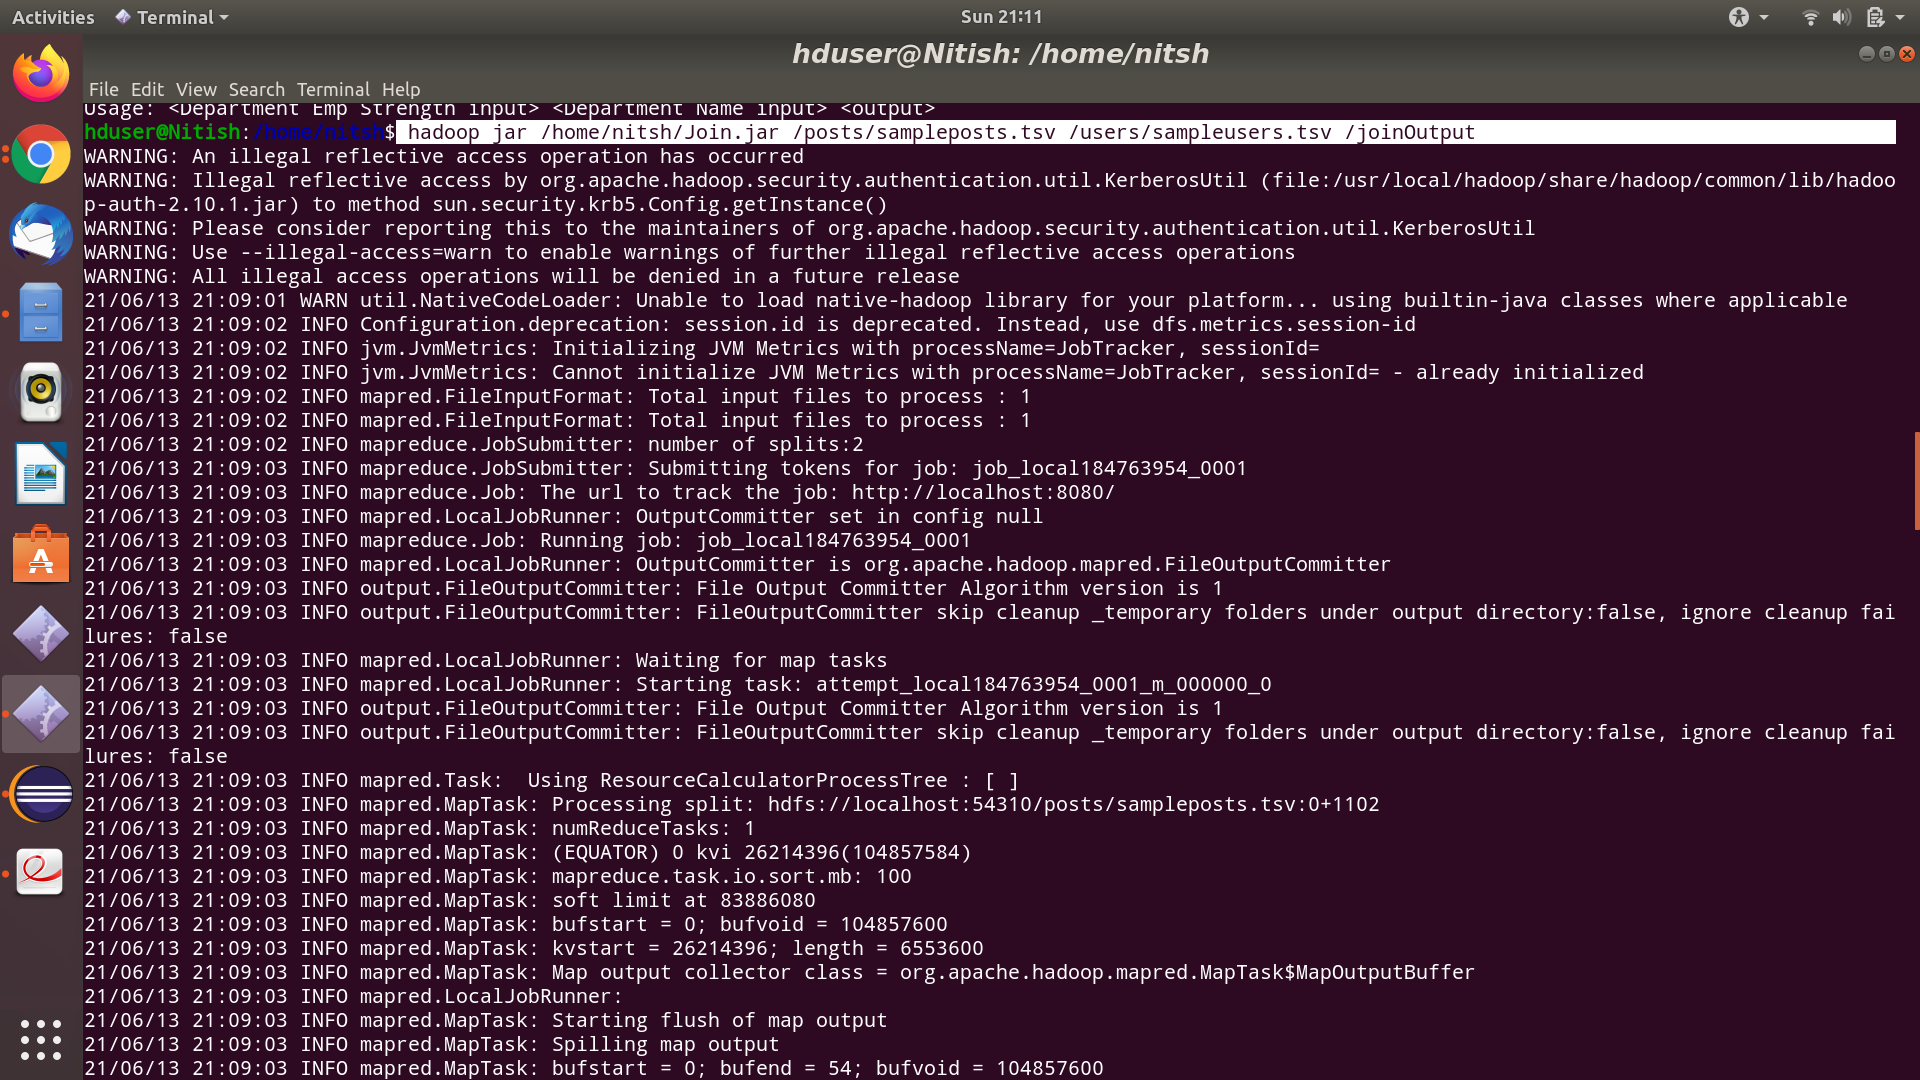 Activities Terminal Sun 21:11
hduser@Nitish: /home/nitsh
File Edit View Search Terminal Help
Usage: <Department Emp Strength input> <Department Name input> <output>
hduser@Nitish:/home/nitsh$ hadoop jar /home/nitsh/Join.jar /posts/sampleposts.tsv /users/sampleusers.tsv /joinOutput
WARNING: An illegal reflective access operation has occurred
WARNING: Illegal reflective access by org.apache.hadoop.security.authentication.util.KerberosUtil (file:/usr/local/hadoop/share/hadoop/common/lib/hadoo
p-auth-2.10.1.jar) to method sun.security.krb5.Config.getInstance()
WARNING: Please consider reporting this to the maintainers of org.apache.hadoop.security.authentication.util.KerberosUtil
WARNING: Use --illegal-access=warn to enable warnings of further illegal reflective access operations
WARNING: All illegal access operations will be denied in a future release
21/06/13 21:09:01 WARN util.NativeCodeLoader: Unable to load native-hadoop library for your platform... using builtin-java classes where applicable
21/06/13 21:09:02 INFO Configuration.deprecation: session.id is deprecated. Instead, use dfs.metrics.session-id
21/06/13 21:09:02 INFO jvm.JvmMetrics: Initializing JVM Metrics with processName=JobTracker, sessionId=
21/06/13 21:09:02 INFO jvm.JvmMetrics: Cannot initialize JVM Metrics with processName=JobTracker, sessionId= - already initialized
21/06/13 21:09:02 INFO mapred.FileInputFormat: Total input files to process : 1
21/06/13 21:09:02 INFO mapred.FileInputFormat: Total input files to process : 1
21/06/13 21:09:02 INFO mapreduce.JobSubmitter: number of splits:2
21/06/13 21:09:03 INFO mapreduce.JobSubmitter: Submitting tokens for job: job_local184763954_0001
21/06/13 21:09:03 INFO mapreduce.Job: The url to track the job: http://localhost:8080/
21/06/13 21:09:03 INFO mapred.LocalJobRunner: OutputCommitter set in config null
21/06/13 21:09:03 INFO mapreduce.Job: Running job: job_local184763954_0001
21/06/13 21:09:03 INFO mapred.LocalJobRunner: OutputCommitter is org.apache.hadoop.mapred.FileOutputCommitter
21/06/13 21:09:03 INFO output.FileOutputCommitter: File Output Committer Algorithm version is 1
21/06/13 21:09:03 INFO output.FileOutputCommitter: FileOutputCommitter skip cleanup _temporary folders under output directory:false, ignore cleanup fai
lures: false
21/06/13 21:09:03 INFO mapred.LocalJobRunner: Waiting for map tasks
21/06/13 21:09:03 INFO mapred.LocalJobRunner: Starting task: attempt_local184763954_0001_m_000000_0
21/06/13 21:09:03 INFO output.FileOutputCommitter: File Output Committer Algorithm version is 1
21/06/13 21:09:03 INFO output.FileOutputCommitter: FileOutputCommitter skip cleanup _temporary folders under output directory:false, ignore cleanup fai
lures: false
21/06/13 21:09:03 INFO mapred.Task:  Using ResourceCalculatorProcessTree : [ ]
21/06/13 21:09:03 INFO mapred.MapTask: Processing split: hdfs://localhost:54310/posts/sampleposts.tsv:0+1102
21/06/13 21:09:03 INFO mapred.MapTask: numReduceTasks: 1
21/06/13 21:09:03 INFO mapred.MapTask: (EQUATOR) 0 kvi 26214396(104857584)
21/06/13 21:09:03 INFO mapred.MapTask: mapreduce.task.io.sort.mb: 100
21/06/13 21:09:03 INFO mapred.MapTask: soft limit at 83886080
21/06/13 21:09:03 INFO mapred.MapTask: bufstart = 0; bufvoid = 104857600
21/06/13 21:09:03 INFO mapred.MapTask: kvstart = 26214396; length = 6553600
21/06/13 21:09:03 INFO mapred.MapTask: Map output collector class = org.apache.hadoop.mapred.MapTask$MapOutputBuffer
21/06/13 21:09:03 INFO mapred.LocalJobRunner:
21/06/13 21:09:03 INFO mapred.MapTask: Starting flush of map output
21/06/13 21:09:03 INFO mapred.MapTask: Spilling map output
21/06/13 21:09:03 INFO mapred.MapTask: bufstart = 0; bufend = 54; bufvoid = 104857600